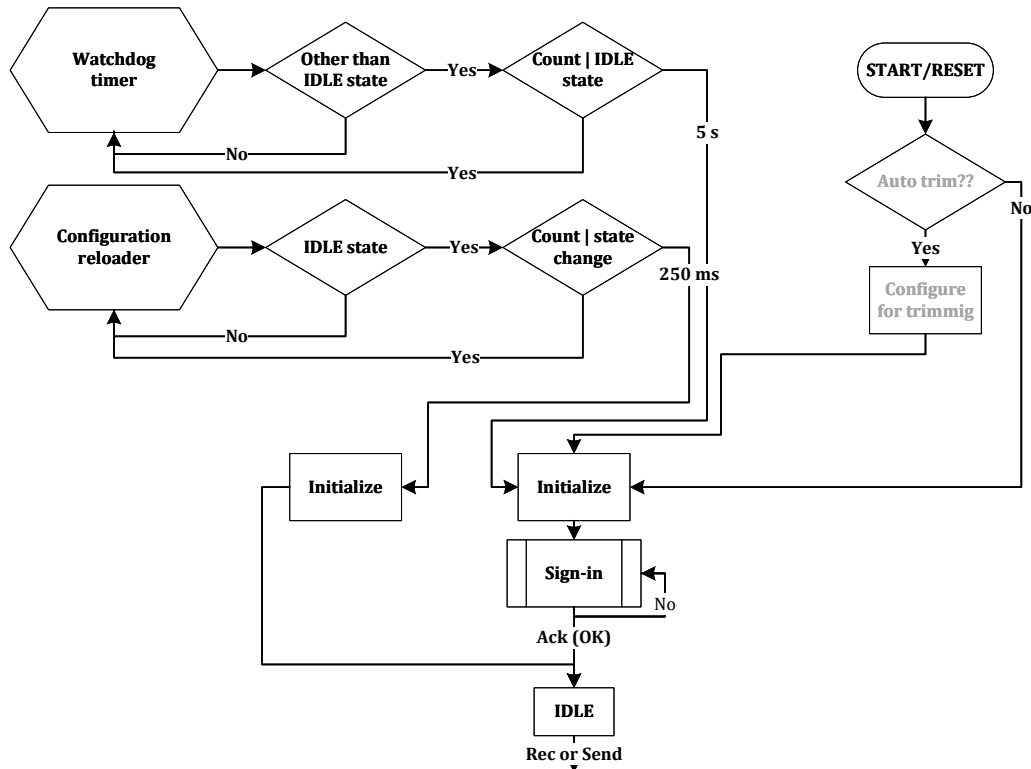 Watchdog
timer
Other than
IDLE state
Yes
Count | IDLE
state
5 s
No
Yes
START/RESET
Auto trim??
No
Yes
Configure
for trimmig
Configuration
reloader
IDLE state
Yes
Count | state
change
250 ms
No
Yes
Initialize
Initialize
Sign-in
No
Ack (OK)
IDLE
Rec or Send